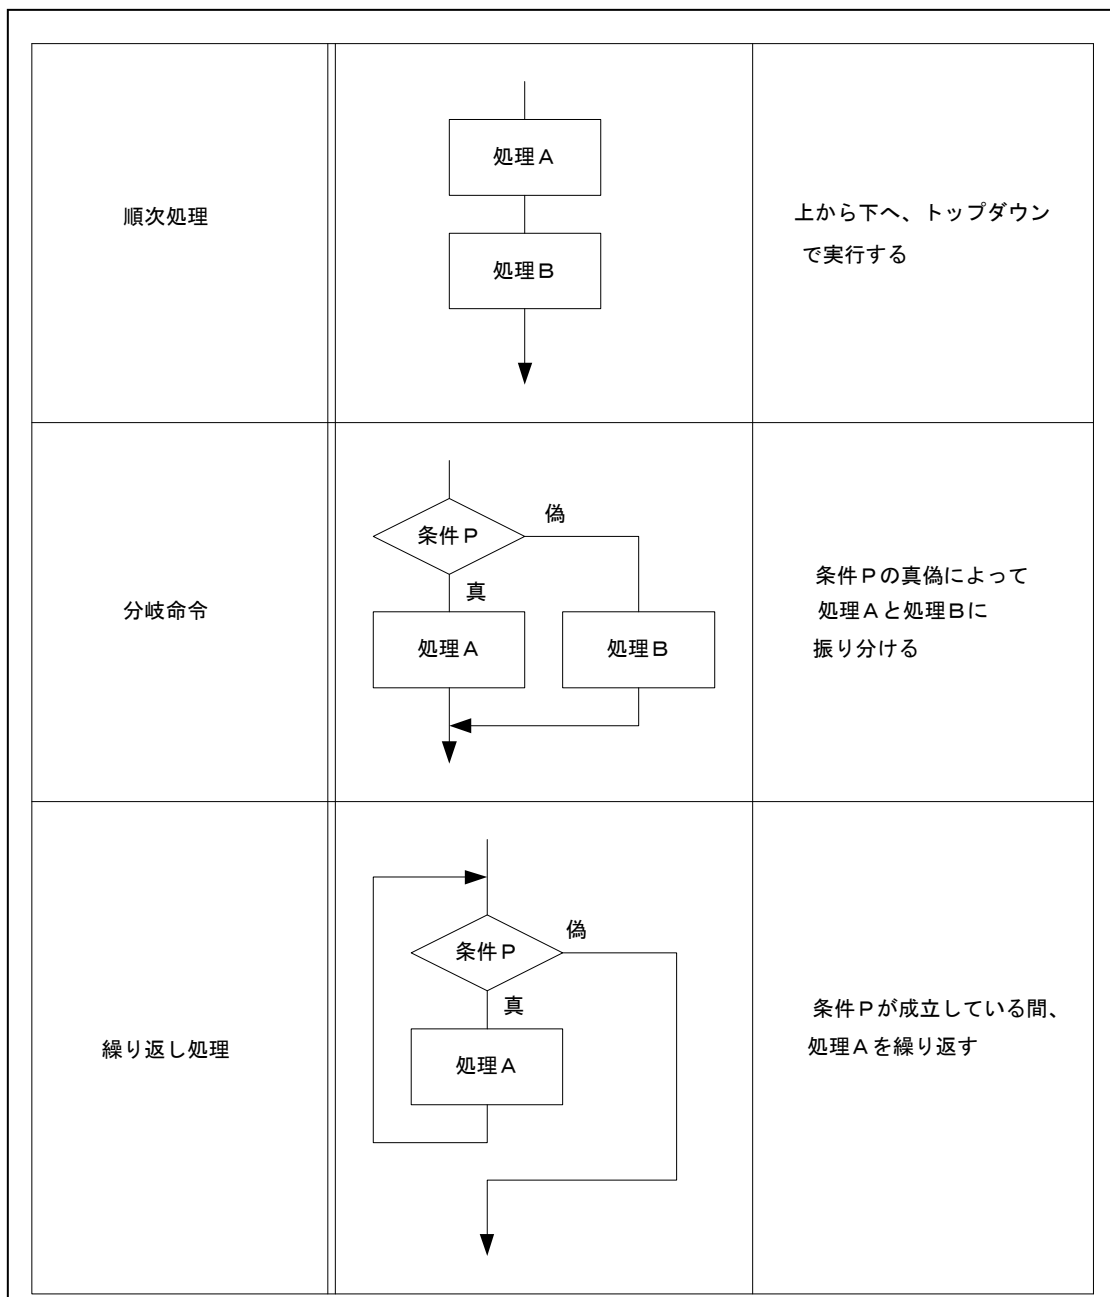 処理A
順次処理
処理B
上から下へ、トップダウン
で実行する
偽
条件P
真
分岐命令
処理A
処理B
条件Pの真偽によって
処理Aと処理Bに
振り分ける
偽
条件P
真
繰り返し処理
処理A
条件Pが成立している間、
処理Aを繰り返す